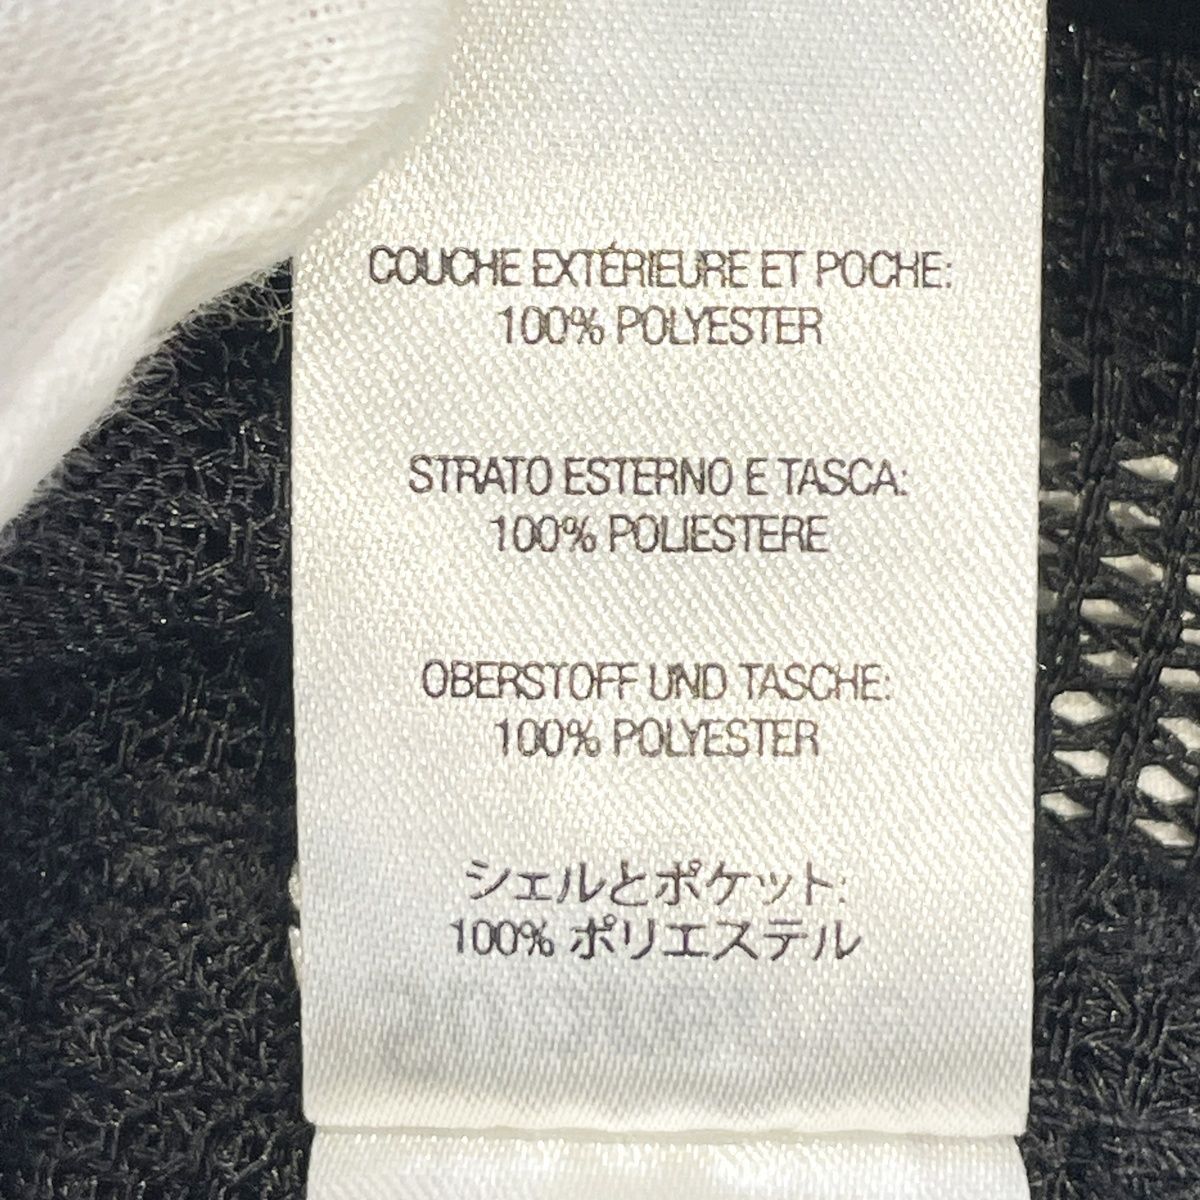 COUCHE EXTÉRIEURE ET POCHE:
100% POLYESTER
STRATO ESTERNO E TASCA:
100% POLIESTERE
OBERSTOFF UND TASCHE:
100% POLYESTER
シェルとポケット:
100% ポリエステル